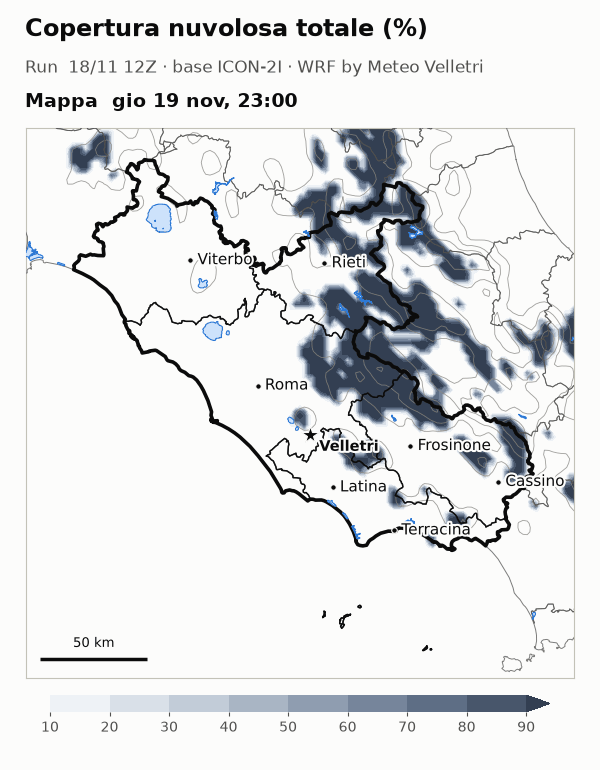 Copertura nuvolosa totale (%)
Run 18/11 12Z · base ICON-2I · WRF by Meteo Velletri
Mappa gio 19 nov, 23:00
Viterbo
Rieti
Roma
Velletri
Frosinone
Cassino
Latina
Terracina
50 km
10 20 30 40 50 60 70 80 90